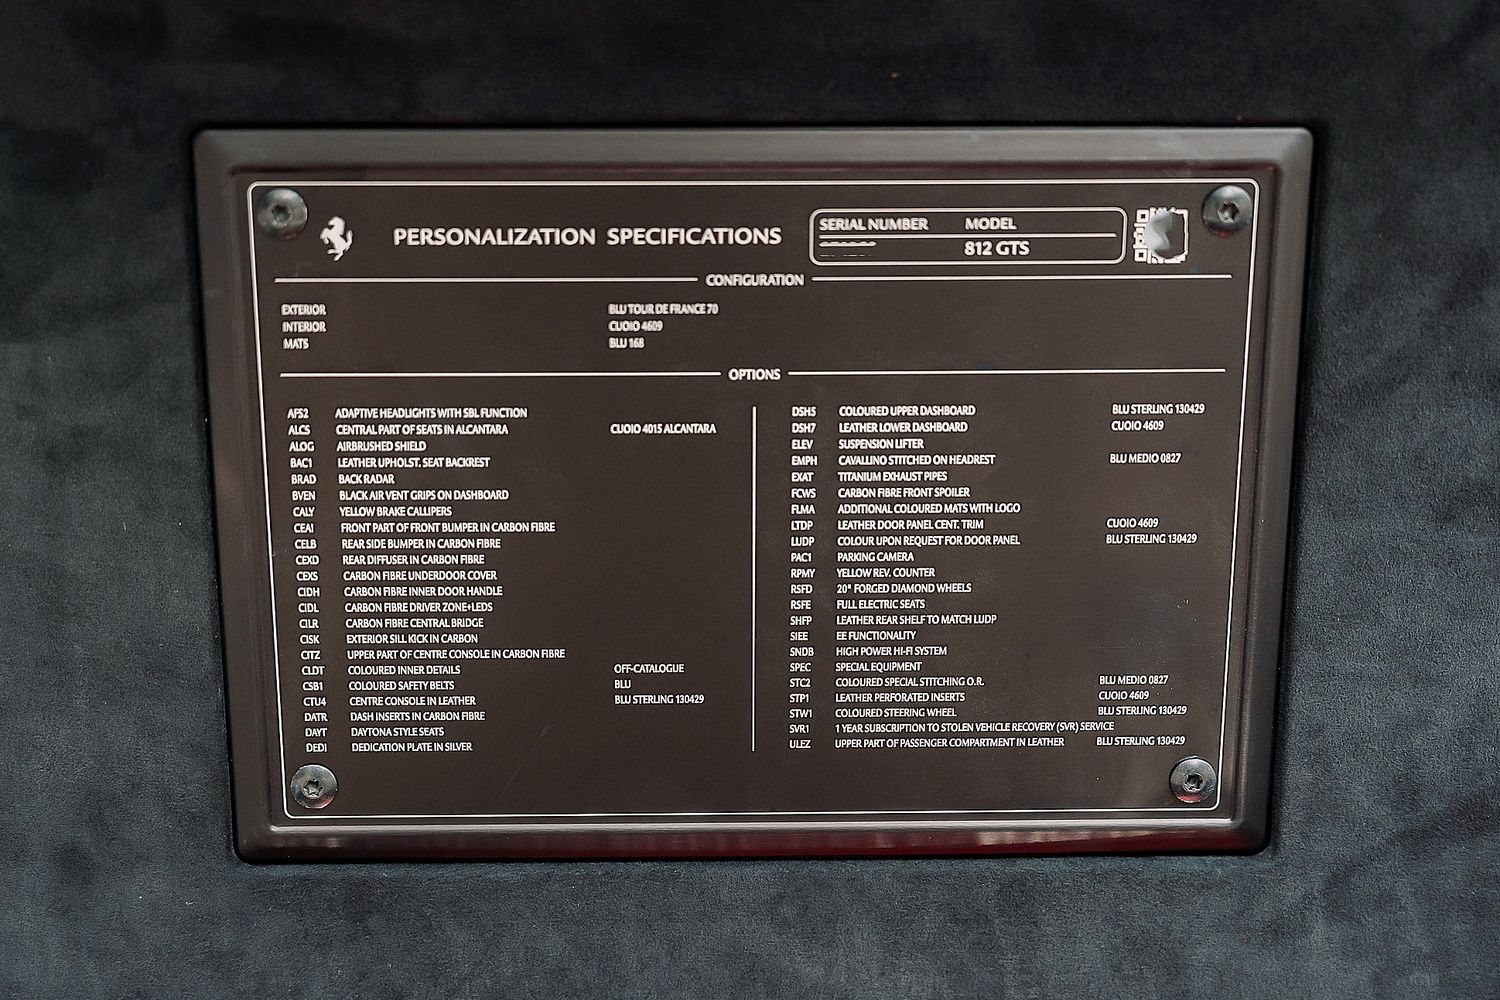 PERSONALIZATION SPECIFICATIONS
SERIAL NUMBER MODEL
812 GTS
CONFIGURATION
EXTERIOR BLU TOUR DE FRANCE 70
INTERIOR CUOIO 4609
MATS BLU 168
OPTIONS
AFS2 ADAPTIVE HEADLIGHTS WITH SBL FUNCTION
ALCS CENTRAL PART OF SEATS IN ALCANTARA CUOIO 4015 ALCANTARA
ALOG AIRBRUSHED SHIELD
BAC1 LEATHER UPHOLST. SEAT BACKREST
BRAD BACK RADAR
BVEN BLACK AIR VENT GRIPS ON DASHBOARD
CALY YELLOW BRAKE CALLIPERS
CEAI FRONT PART OF FRONT BUMPER IN CARBON FIBRE
CELB REAR SIDE BUMPER IN CARBON FIBRE
CEXD REAR DIFFUSER IN CARBON FIBRE
CEXS CARBON FIBRE UNDERDOOR COVER
CIDH CARBON FIBRE INNER DOOR HANDLE
CIDL CARBON FIBRE DRIVER ZONE+LEDS
CILR CARBON FIBRE CENTRAL BRIDGE
CISK EXTERIOR SILL KICK IN CARBON
CITZ UPPER PART OF CENTRE CONSOLE IN CARBON FIBRE
CLDT COLOURED INNER DETAILS OFF-CATALOGUE
CSB1 COLOURED SAFETY BELTS BLU
CTU4 CENTRE CONSOLE IN LEATHER BLU STERLING 130429
DATR DASH INSERTS IN CARBON FIBRE
DAYT DAYTONA STYLE SEATS
DEDI DEDICATION PLATE IN SILVER
DSH5 COLOURED UPPER DASHBOARD BLU STERLING 130429
DSH7 LEATHER LOWER DASHBOARD CUOIO 4609
ELEV SUSPENSION LIFTER
EMPH CAVALLINO STITCHED ON HEADREST BLU MEDIO 0827
EXAT TITANIUM EXHAUST PIPES
FCWS CARBON FIBRE FRONT SPOILER
FLMA ADDITIONAL COLOURED MATS WITH LOGO
LTDP LEATHER DOOR PANEL CENT. TRIM CUOIO 4609
LUDP COLOUR UPON REQUEST FOR DOOR PANEL BLU STERLING 130429
PAC1 PARKING CAMERA
RPMY YELLOW REV. COUNTER
RSFD 20" FORGED DIAMOND WHEELS
RSFE FULL ELECTRIC SEATS
SHFP LEATHER REAR SHELF TO MATCH LUDP
SIEE EE FUNCTIONALITY
SNDB HIGH POWER HI-FI SYSTEM
SPEC SPECIAL EQUIPMENT
STC2 COLOURED SPECIAL STITCHING O.R. BLU MEDIO 0827
STP1 LEATHER PERFORATED INSERTS CUOIO 4609
STW1 COLOURED STEERING WHEEL BLU STERLING 130429
SVR1 1 YEAR SUBSCRIPTION TO STOLEN VEHICLE RECOVERY (SVR) SERVICE
ULEZ UPPER PART OF PASSENGER COMPARTMENT IN LEATHER BLU STERLING 130429